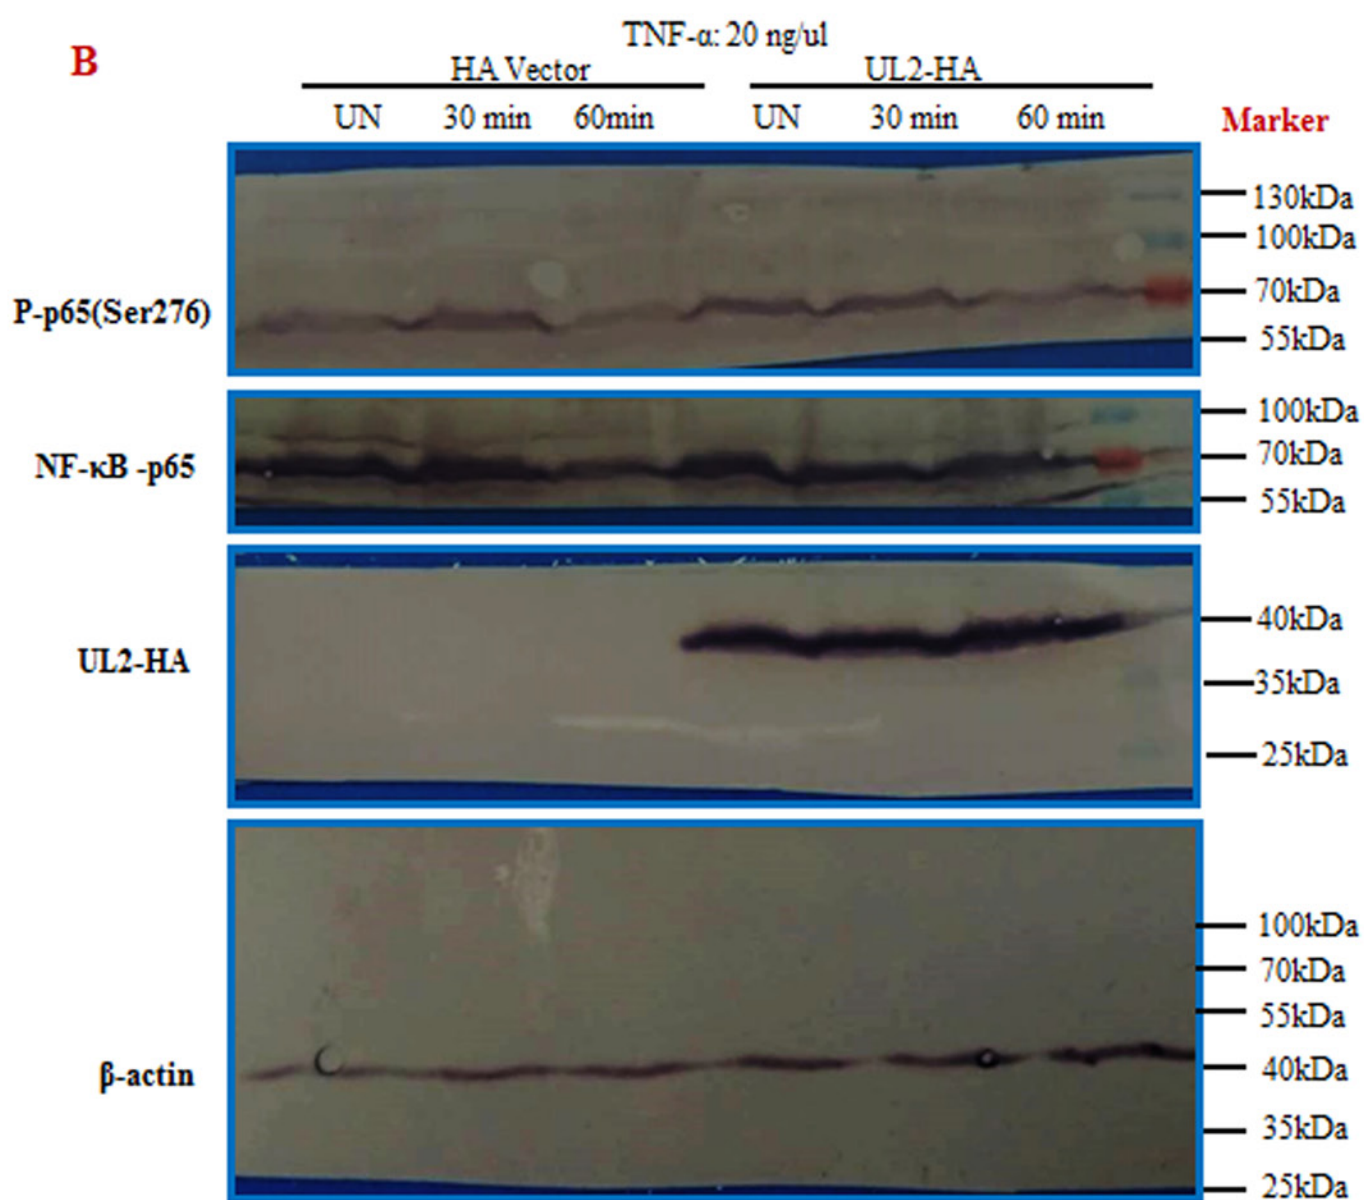 B
TNF-α: 20 ng/ul
HA Vector UL2-HA
UN 30 min 60min UN 30 min 60 min Marker
130kDa
100kDa
70kDa
P-p65(Ser276)
55kDa
100kDa
70kDa
NF-κB -p65
55kDa
40kDa
UL2-HA
35kDa
25kDa
100kDa
70kDa
55kDa
40kDa
β-actin
35kDa
25kDa